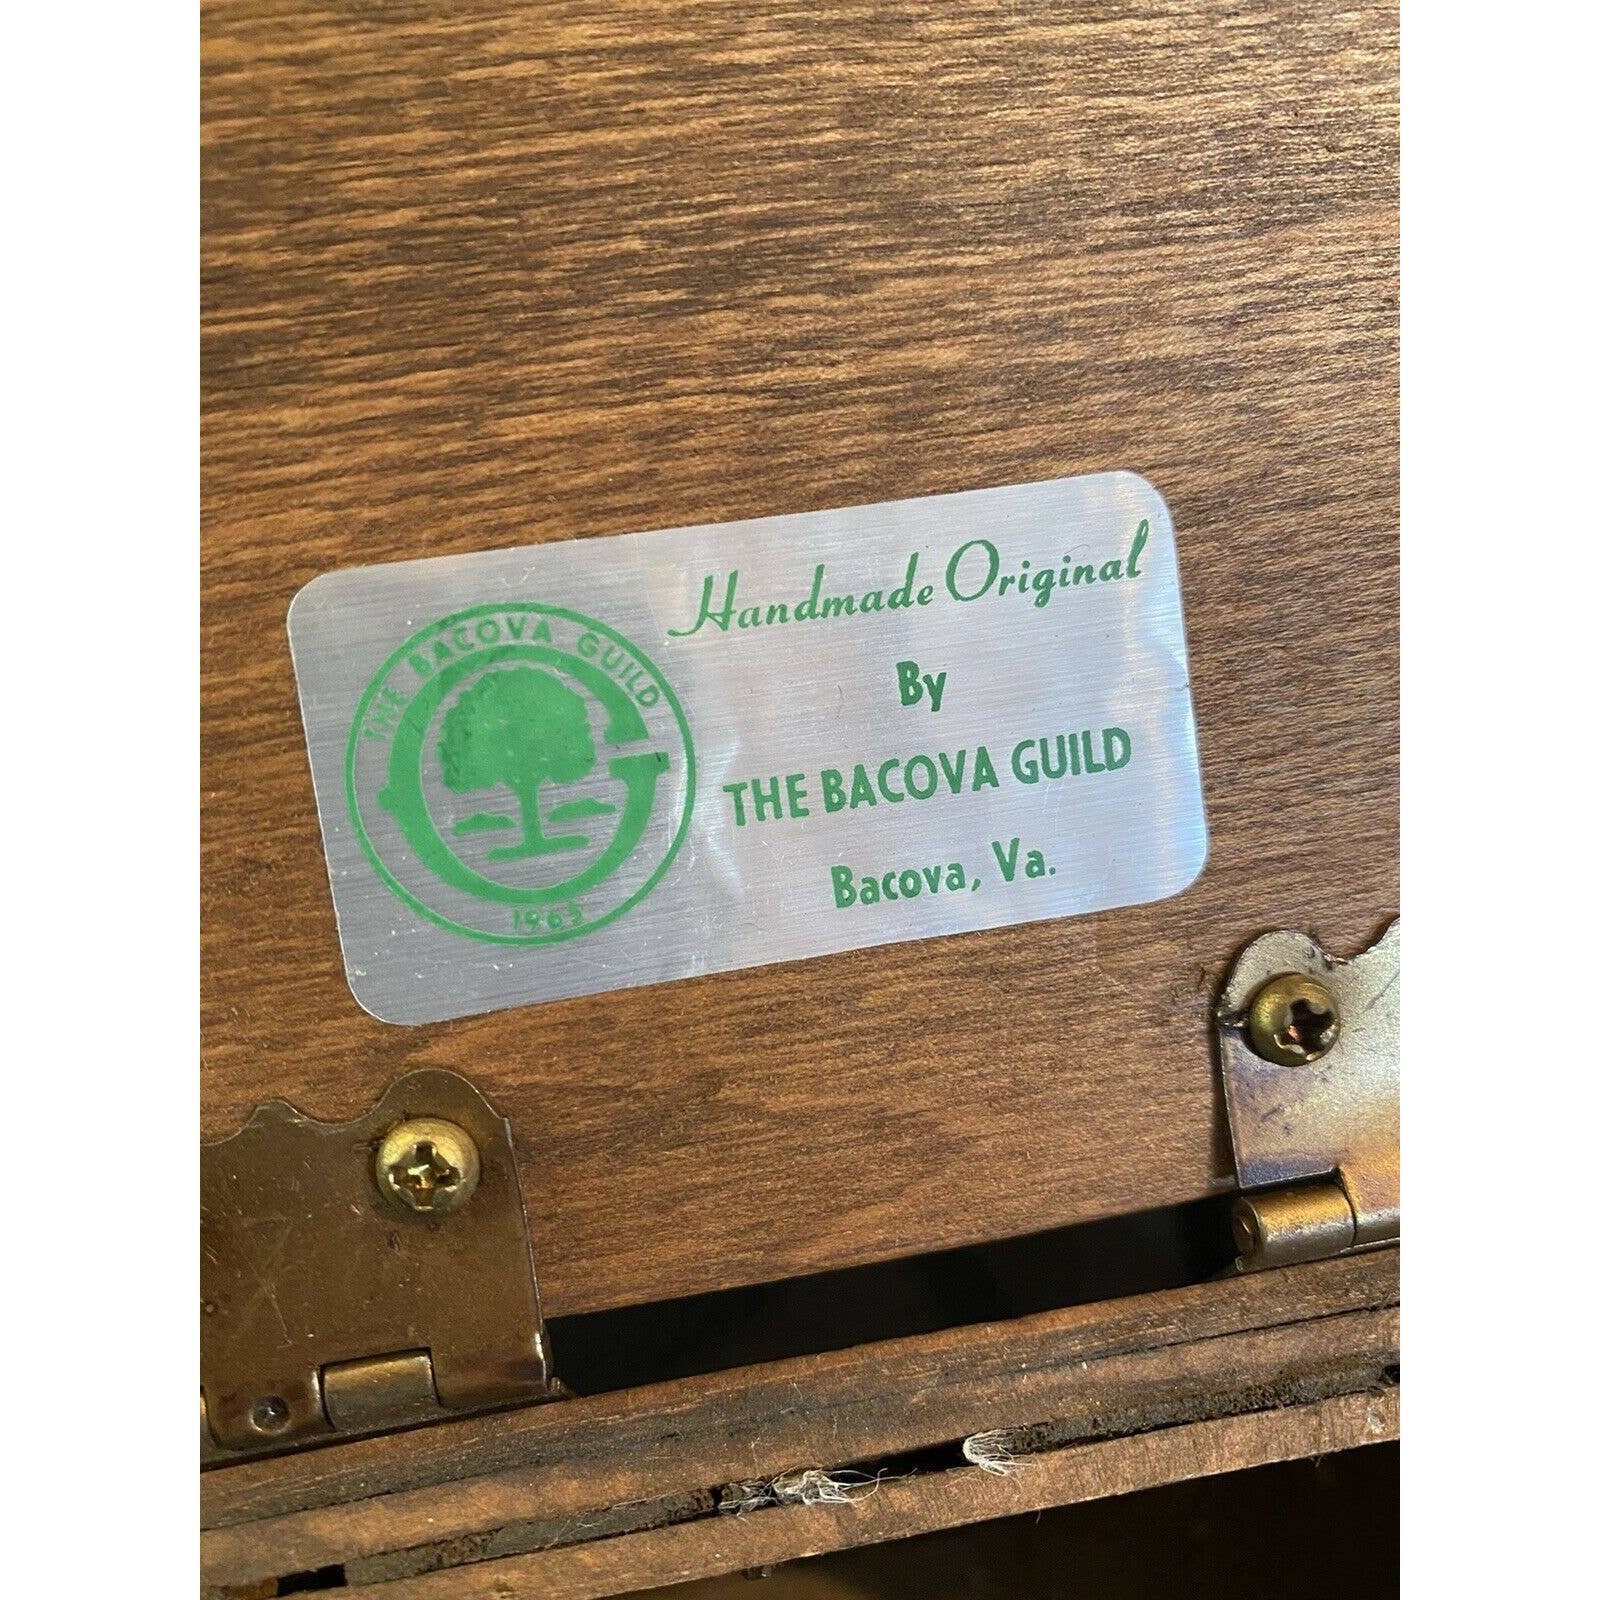 THE BACOVA GUILD
1965
Handmade Original
By
THE BACOVA GUILD
Bacova, Va.